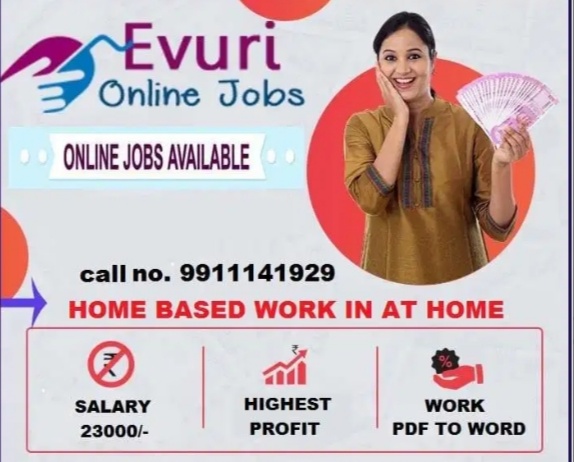 Evuri
Online Jobs
ONLINE JOBS AVAILABLE
call no. 9911141929
HOME BASED WORK IN AT HOME
₹
₹
%
SALARY
23000/-
HIGHEST
PROFIT
WORK
PDF TO WORD